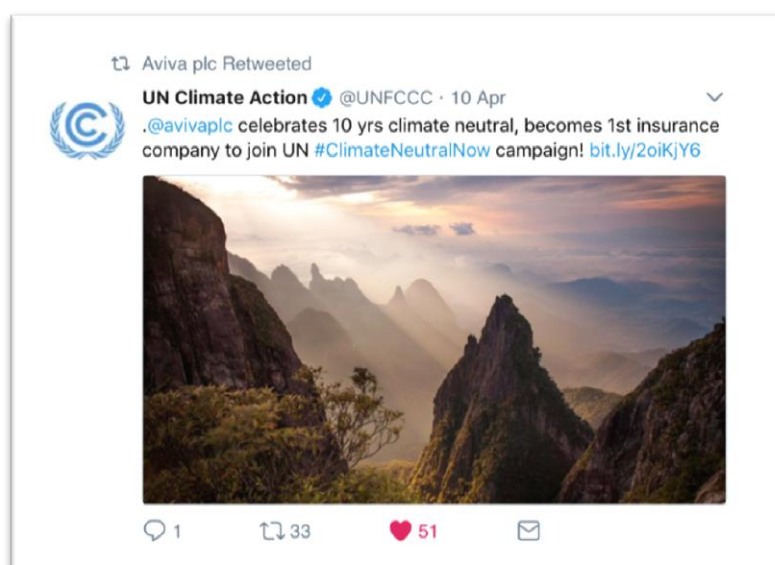 Aviva plc Retweeted
UN Climate Action @UNFCCC · 10 Apr
.@avivaplc celebrates 10 yrs climate neutral, becomes 1st insurance
company to join UN #ClimateNeutralNow campaign! bit.ly/2oiKjY6
1 33 51